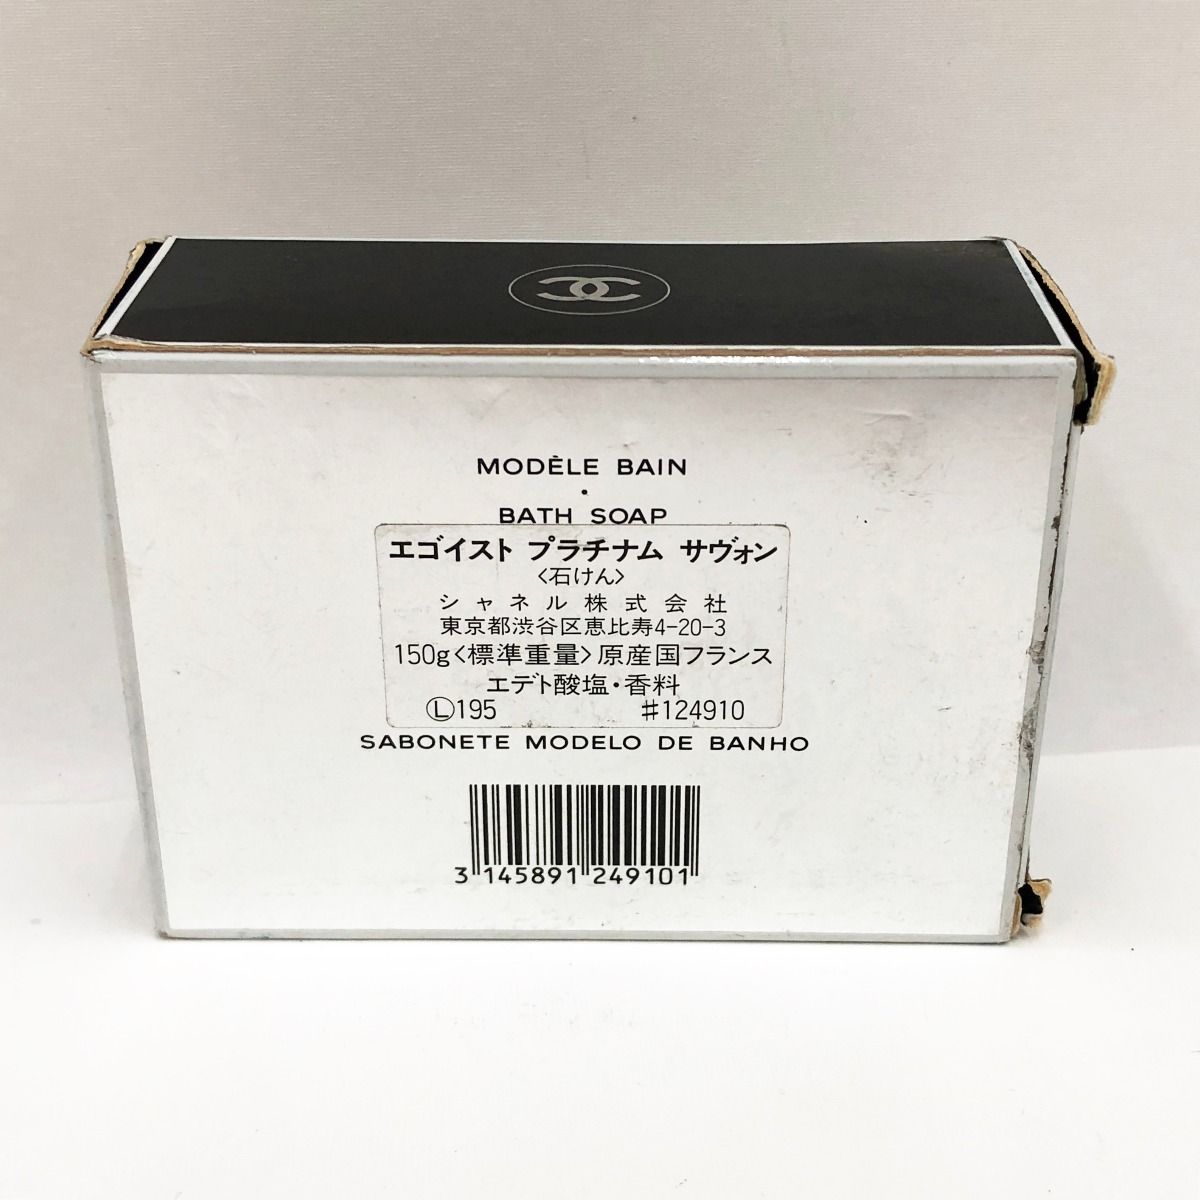 MODÈLE BAIN
·
BATH SOAP
エゴイスト プラチナム サヴォン
<石けん>
シャネル株式会社
東京都渋谷区恵比寿4-20-3
150g<標準重量>原産国フランス
エデト酸塩・香料
Ⓛ195 #124910
SABONETE MODELO DE BANHO
3 145891 249101